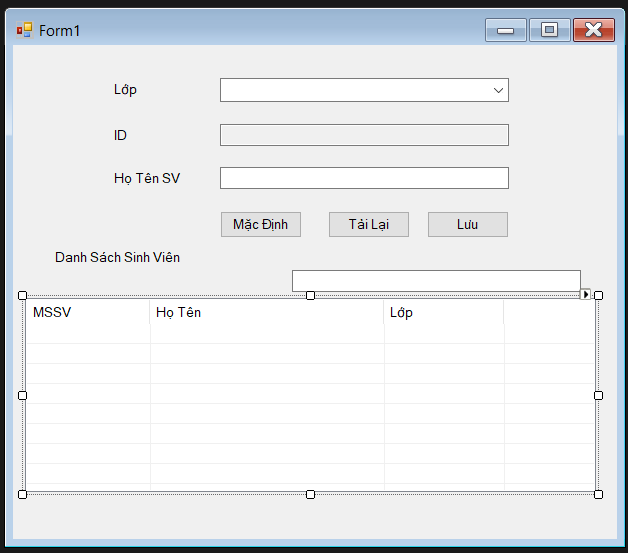 Form1
Lớp
ID
Họ Tên SV
Mặc Định Tải Lại Lưu
Danh Sách Sinh Viên
MSSV Họ Tên Lớp